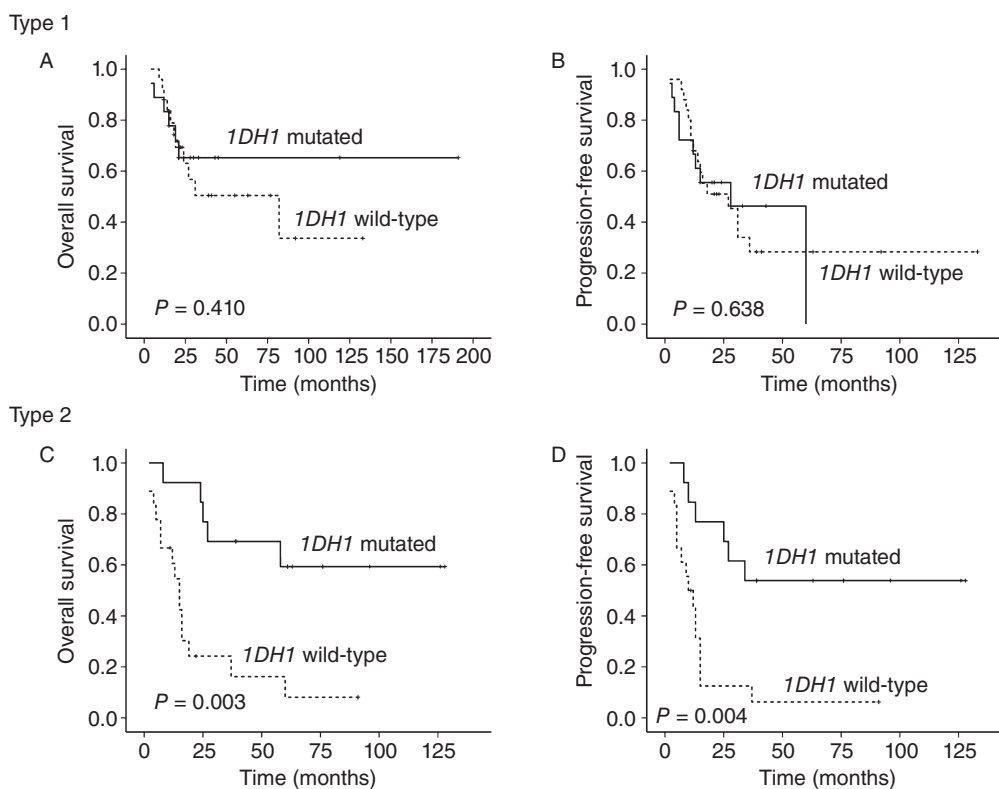 Type 1
A
B
Overall survival
1.0
0.8
0.6
0.4
0.2
0.0
1DH1 mutated
1DH1 wild-type
P = 0.410
0 25 50 75 100 125 150 175 200
Time (months)
Progression-free survival
1.0
0.8
0.6
0.4
0.2
0.0
1DH1 mutated
1DH1 wild-type
P = 0.638
0 25 50 75 100 125
Time (months)
Type 2
C
D
Overall survival
1.0
0.8
0.6
0.4
0.2
0.0
1DH1 mutated
1DH1 wild-type
P = 0.003
0 25 50 75 100 125
Time (months)
Progression-free survival
1.0
0.8
0.6
0.4
0.2
0.0
1DH1 mutated
1DH1 wild-type
P = 0.004
0 25 50 75 100 125
Time (months)